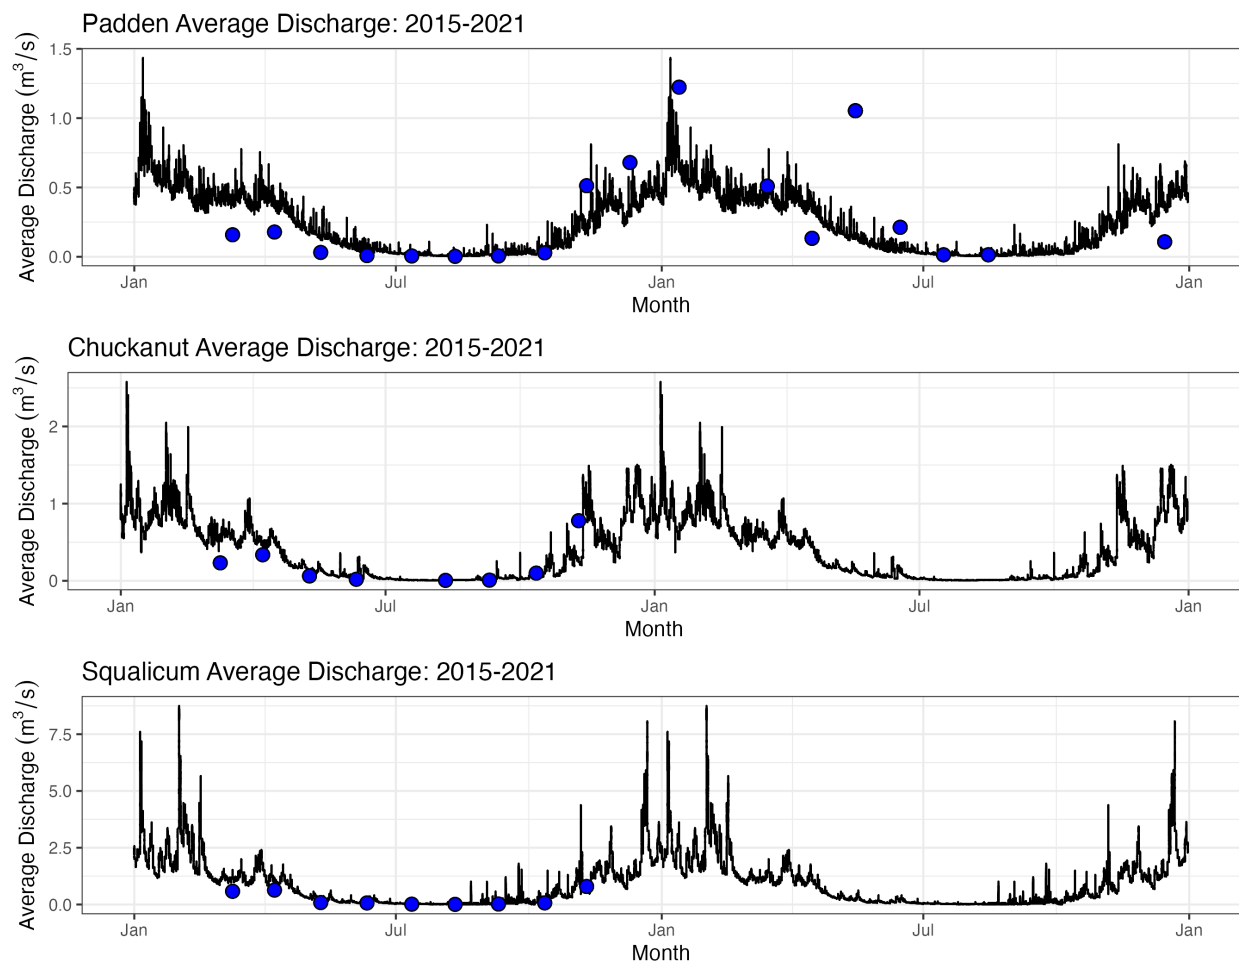 Padden Average Discharge: 2015-2021
Average Discharge (m³/s)
1.5
1.0
0.5
0.0
Jan Jul Jan Jul Jan
Month
Chuckanut Average Discharge: 2015-2021
Average Discharge (m³/s)
2
1
0
Jan Jul Jan Jul Jan
Month
Squalicum Average Discharge: 2015-2021
Average Discharge (m³/s)
7.5
5.0
2.5
0.0
Jan Jul Jan Jul Jan
Month